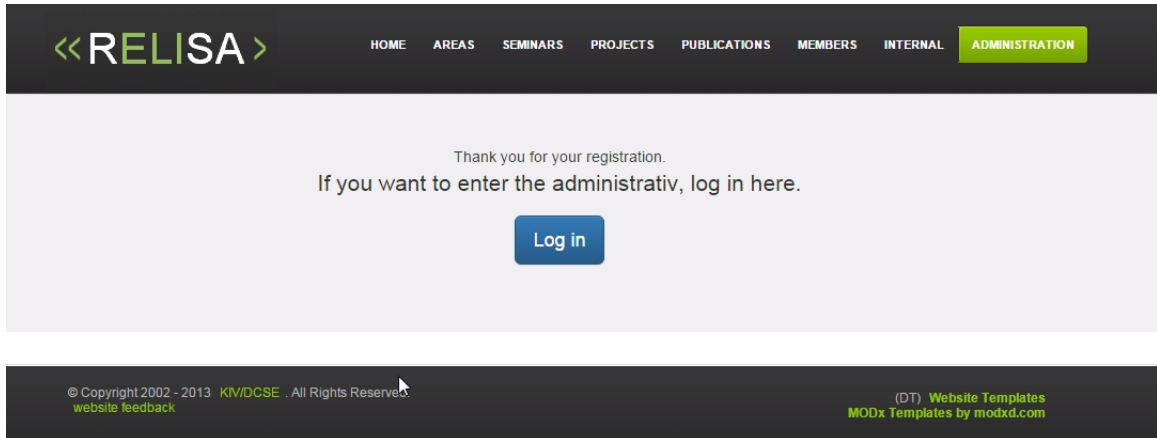 <<RELISA> HOME AREAS SEMINARS PROJECTS PUBLICATIONS MEMBERS INTERNAL ADMINISTRATION
Thank you for your registration.
If you want to enter the administrativ, log in here.
Log in
© Copyright 2002 - 2013 KIV/DCSE . All Rights Reserved.
website feedback
(DT) Website Templates
MODx Templates by modxd.com